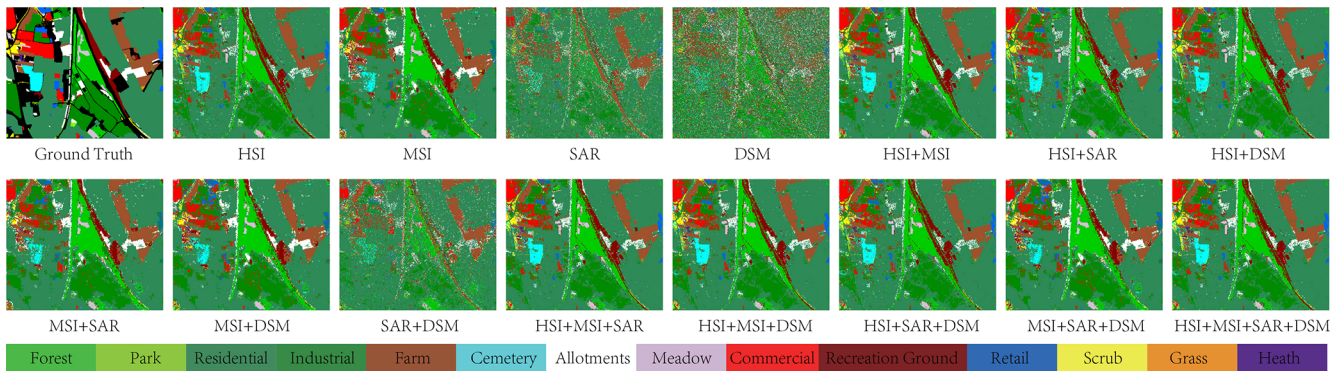 Ground Truth HSI MSI SAR DSM HSI+MSI HSI+SAR HSI+DSM
MSI+SAR MSI+DSM SAR+DSM HSI+MSI+SAR HSI+MSI+DSM HSI+SAR+DSM MSI+SAR+DSM HSI+MSI+SAR+DSM
Forest Park Residential Industrial Farm Cemetery Allotments Meadow Commercial Recreation Ground Retail Scrub Grass Heath